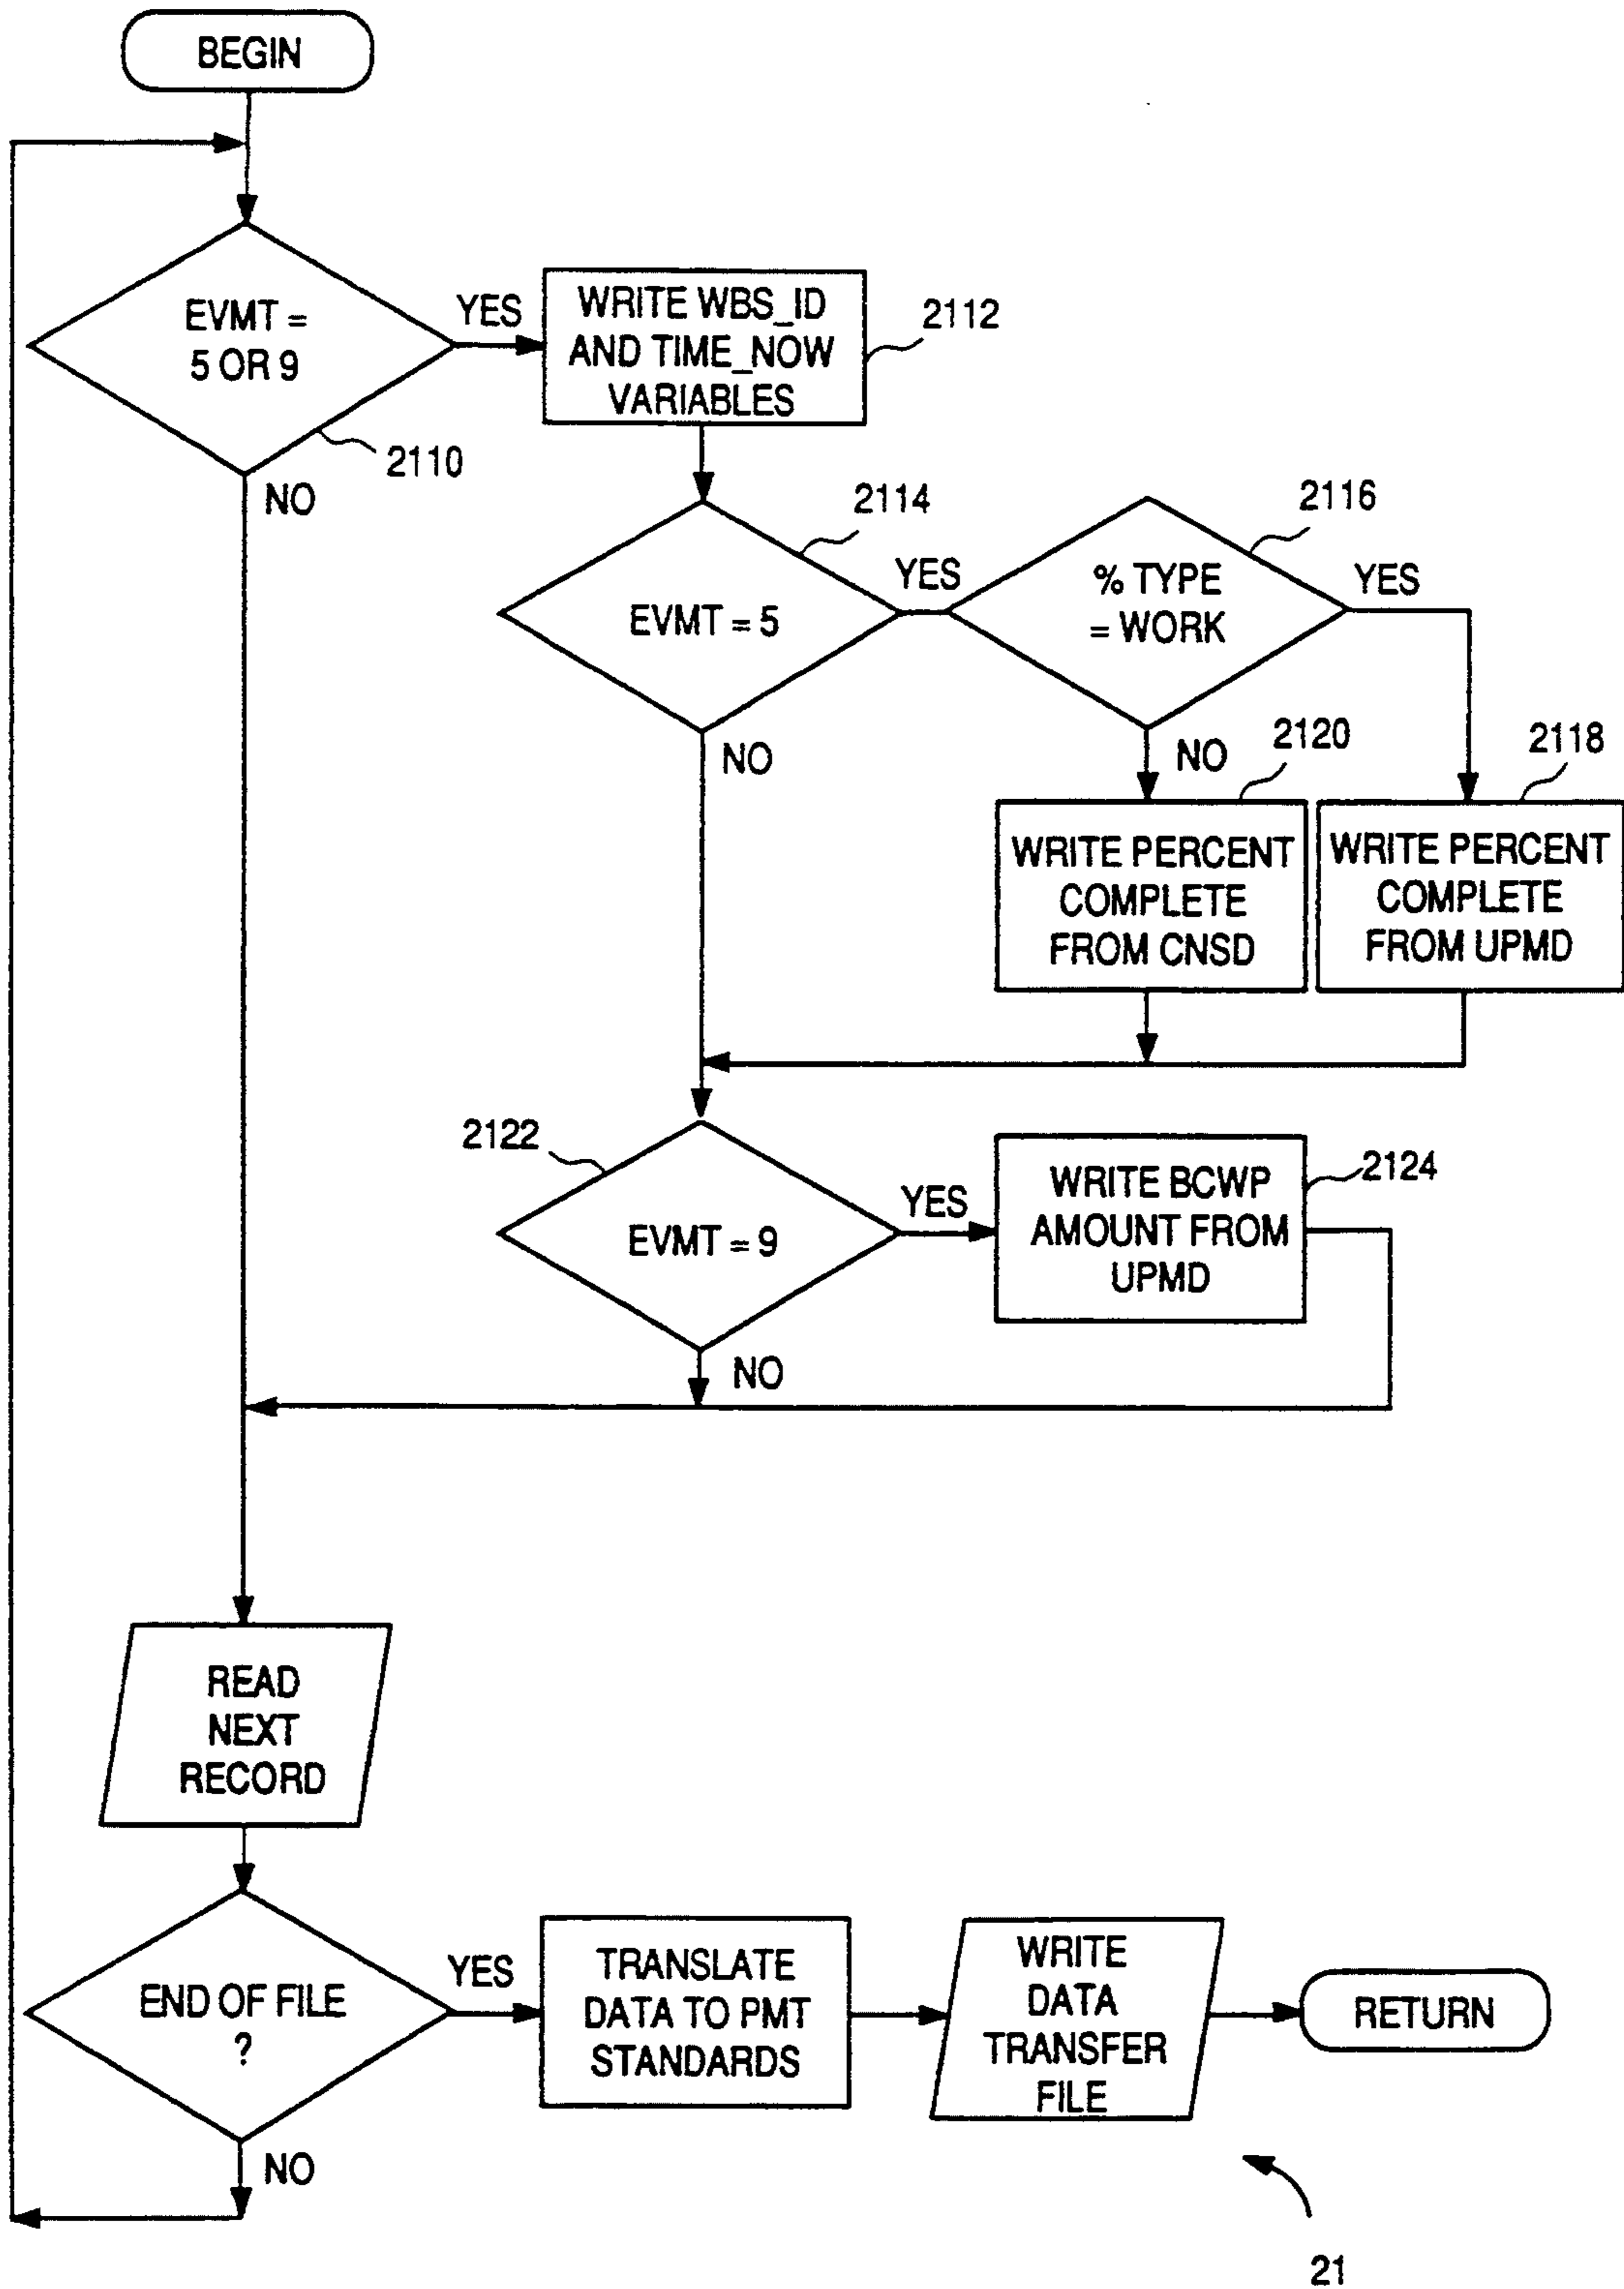 BEGIN
EVMT =
5 OR 9
2110
YES
NO
WRITE WBS_ID
AND TIME_NOW
VARIABLES
2112
EVMT = 5
2114
YES
NO
% TYPE
= WORK
2116
YES
NO
2120
WRITE PERCENT
COMPLETE
FROM CNSD
2118
WRITE PERCENT
COMPLETE
FROM UPMD
2122
EVMT = 9
YES
NO
WRITE BCWP
AMOUNT FROM
UPMD
2124
READ
NEXT
RECORD
END OF FILE
?
YES
NO
TRANSLATE
DATA TO PMT
STANDARDS
WRITE
DATA
TRANSFER
FILE
RETURN
21